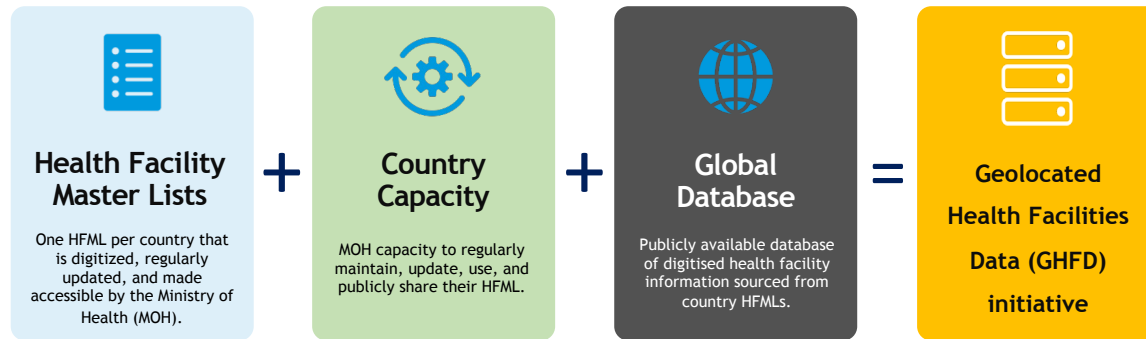 Health Facility
Master Lists
One HFML per country that
is digitized, regularly
updated, and made
accessible by the Ministry of
Health (MOH).
+
Country
Capacity
MOH capacity to regularly
maintain, update, use, and
publicly share their HFML.
+
Global
Database
Publicly available database
of digitised health facility
information sourced from
country HFMLs.
=
Geolocated
Health Facilities
Data (GHFD)
initiative